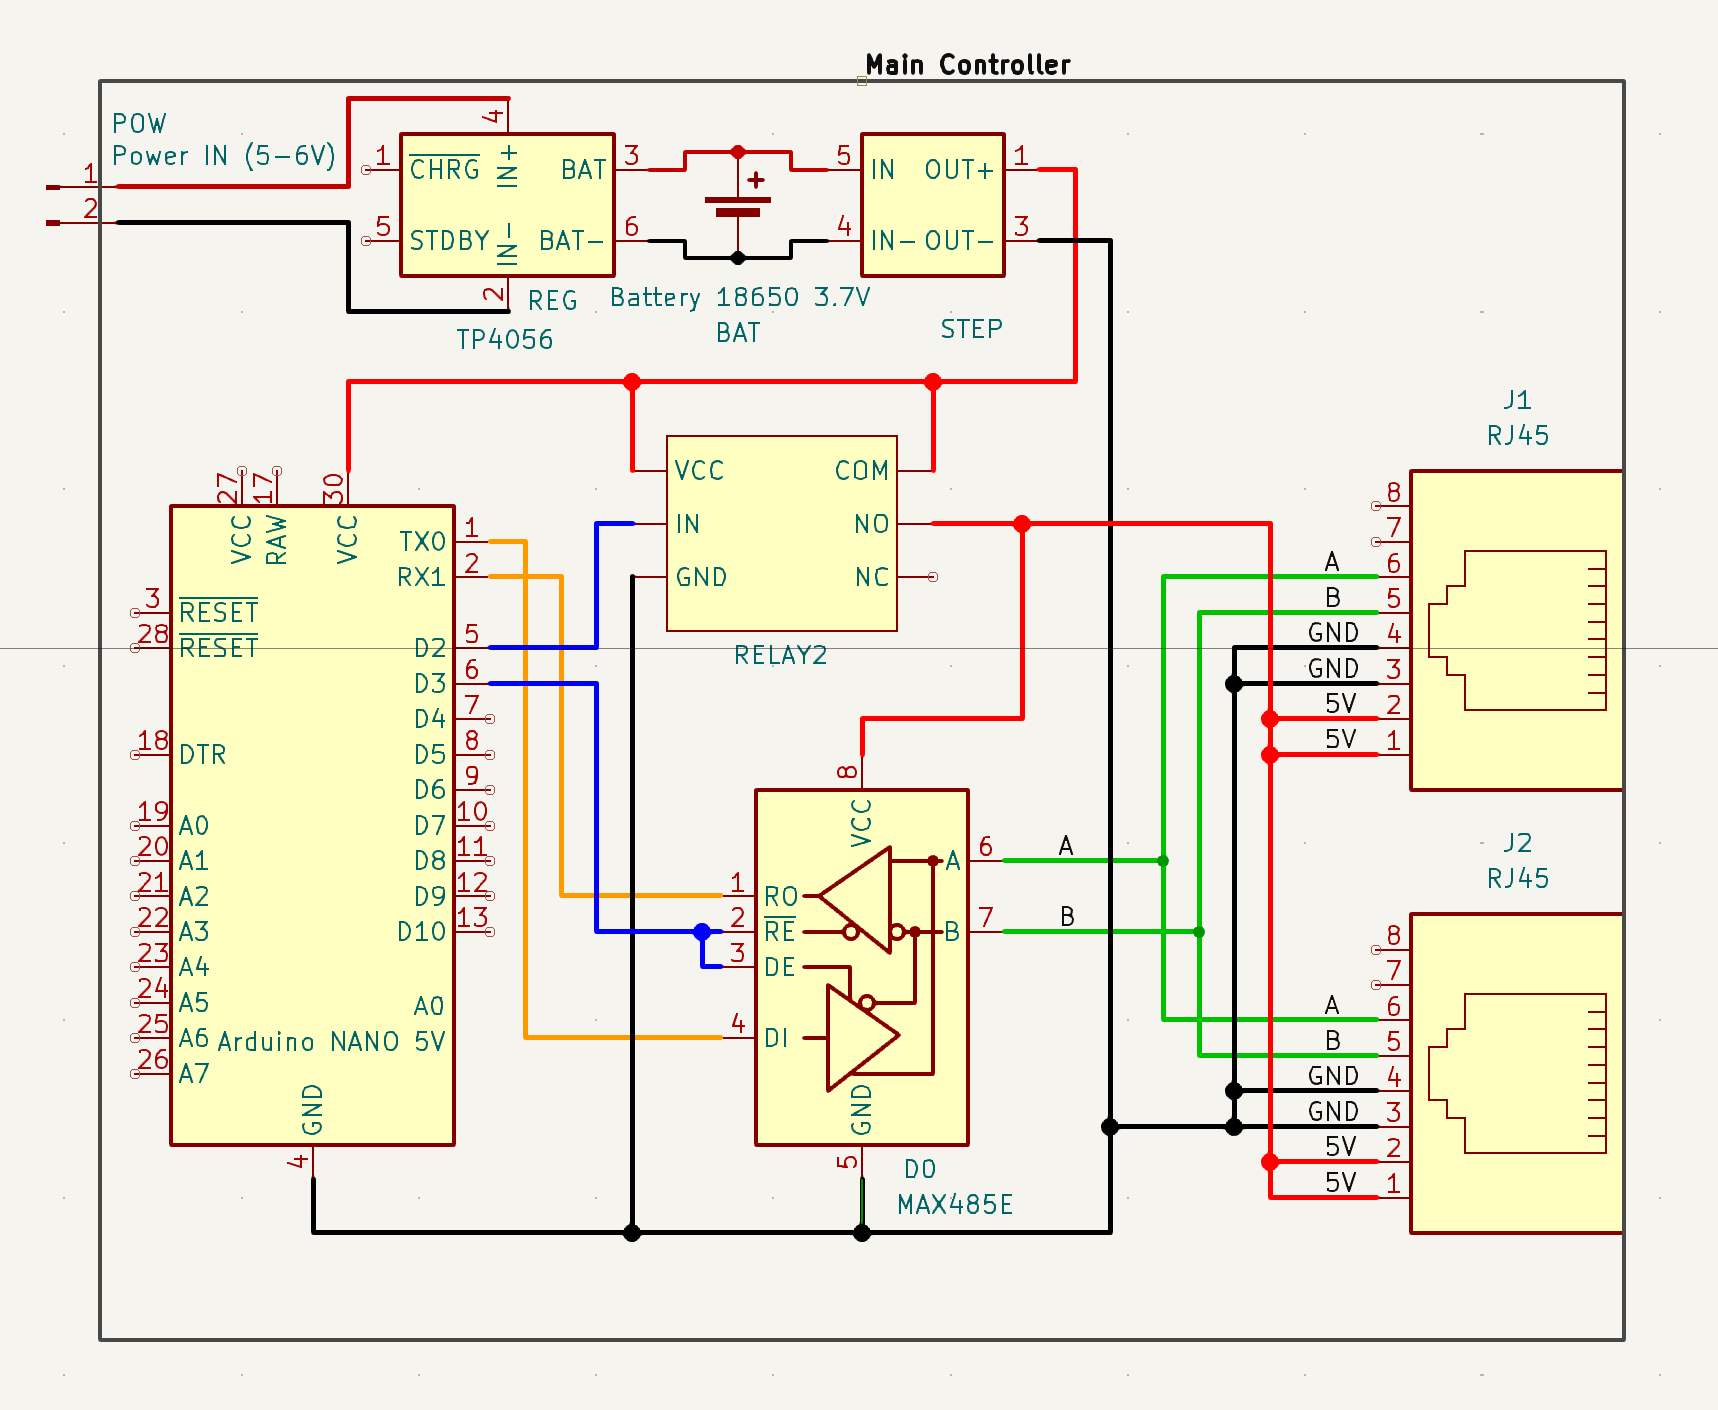 Main Controller
POW
Power IN (5-6V)
1
2
4
1
CHRG
IN+
BAT
3
5
STDBY
IN-
BAT-
6
2
REG
TP4056
+
Battery 18650 3.7V
BAT
5
IN
OUT+
1
4
IN-
OUT-
3
STEP
27
17
30
VCC
RAW
VCC
TX0
1
RX1
2
3
RESET
28
RESET
D2
5
D3
6
D4
7
18
DTR
D5
8
D6
9
19
A0
D7
10
20
A1
D8
11
21
A2
D9
12
22
A3
D10
13
23
A4
24
A5
A0
25
A6
Arduino NANO 5V
26
A7
GND
4
VCC
COM
IN
NO
GND
NC
RELAY2
8
VCC
A
6
A
1
RO
2
RE
B
7
B
3
DE
4
DI
GND
5
D0
MAX485E
J1
RJ45
8
7
A
6
B
5
GND
4
GND
3
5V
2
5V
1
J2
RJ45
8
7
A
6
B
5
GND
4
GND
3
5V
2
5V
1